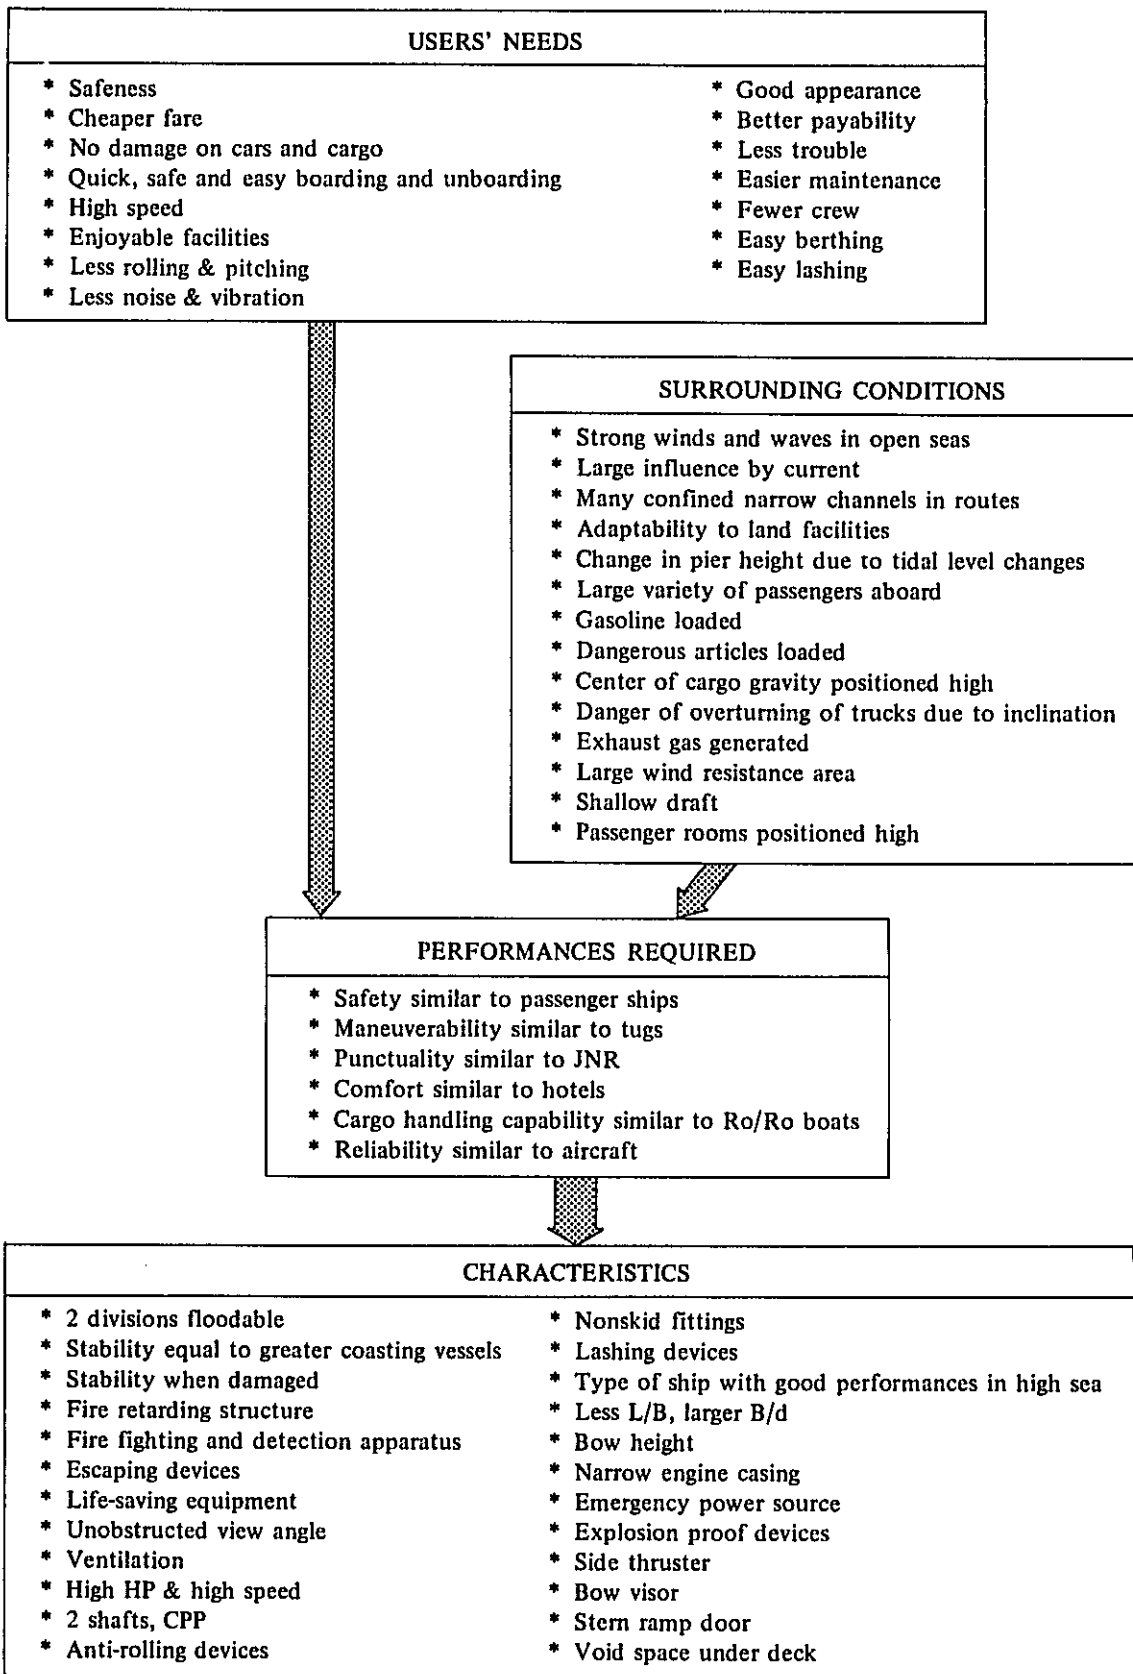 USERS' NEEDS
* Safeness
* Cheaper fare
* No damage on cars and cargo
* Quick, safe and easy boarding and unboarding
* High speed
* Enjoyable facilities
* Less rolling & pitching
* Less noise & vibration
* Good appearance
* Better payability
* Less trouble
* Easier maintenance
* Fewer crew
* Easy berthing
* Easy lashing
SURROUNDING CONDITIONS
* Strong winds and waves in open seas
* Large influence by current
* Many confined narrow channels in routes
* Adaptability to land facilities
* Change in pier height due to tidal level changes
* Large variety of passengers aboard
* Gasoline loaded
* Dangerous articles loaded
* Center of cargo gravity positioned high
* Danger of overturning of trucks due to inclination
* Exhaust gas generated
* Large wind resistance area
* Shallow draft
* Passenger rooms positioned high
PERFORMANCES REQUIRED
* Safety similar to passenger ships
* Maneuverability similar to tugs
* Punctuality similar to JNR
* Comfort similar to hotels
* Cargo handling capability similar to Ro/Ro boats
* Reliability similar to aircraft
CHARACTERISTICS
* 2 divisions floodable
* Stability equal to greater coasting vessels
* Stability when damaged
* Fire retarding structure
* Fire fighting and detection apparatus
* Escaping devices
* Life-saving equipment
* Unobstructed view angle
* Ventilation
* High HP & high speed
* 2 shafts, CPP
* Anti-rolling devices
* Nonskid fittings
* Lashing devices
* Type of ship with good performances in high sea
* Less L/B, larger B/d
* Bow height
* Narrow engine casing
* Emergency power source
* Explosion proof devices
* Side thruster
* Bow visor
* Stern ramp door
* Void space under deck